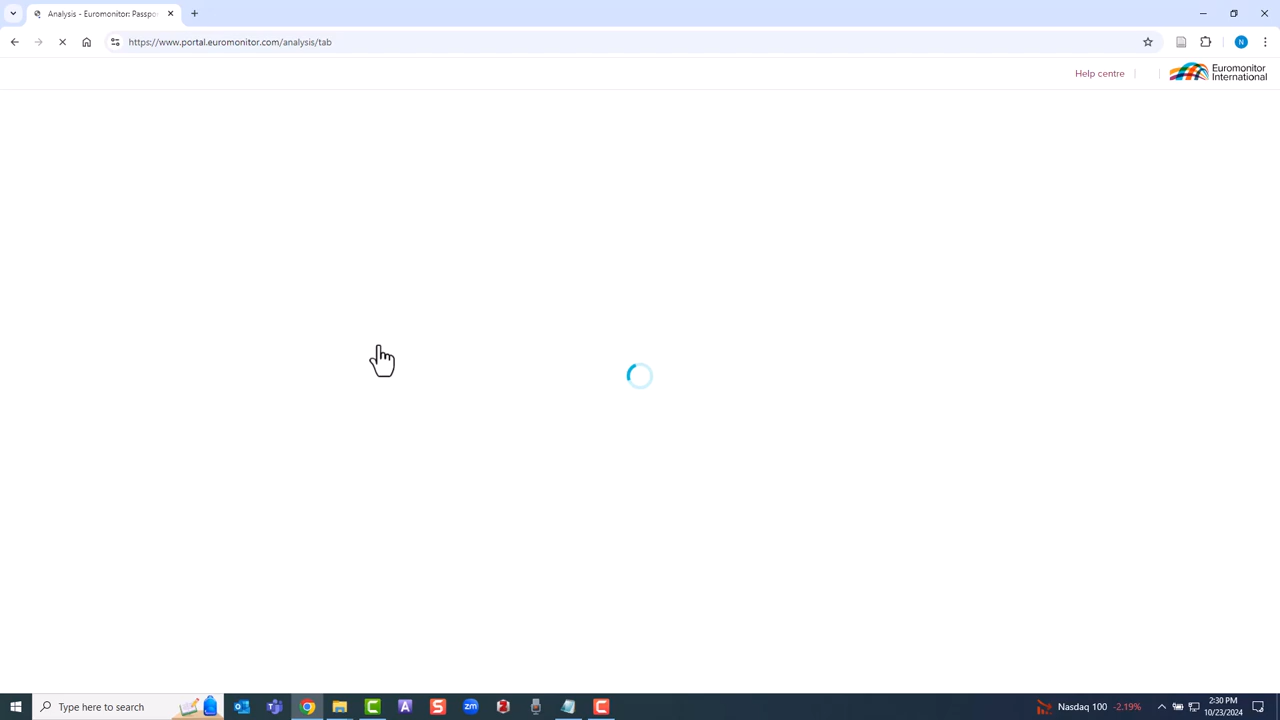 Analysis - Euromonitor: Passpo
https://www.portal.euromonitor.com/analysis/tab
N
Help centre
Euromonitor
International
Type here to search
Nasdaq 100 -2.19%
2:30 PM
10/23/2024